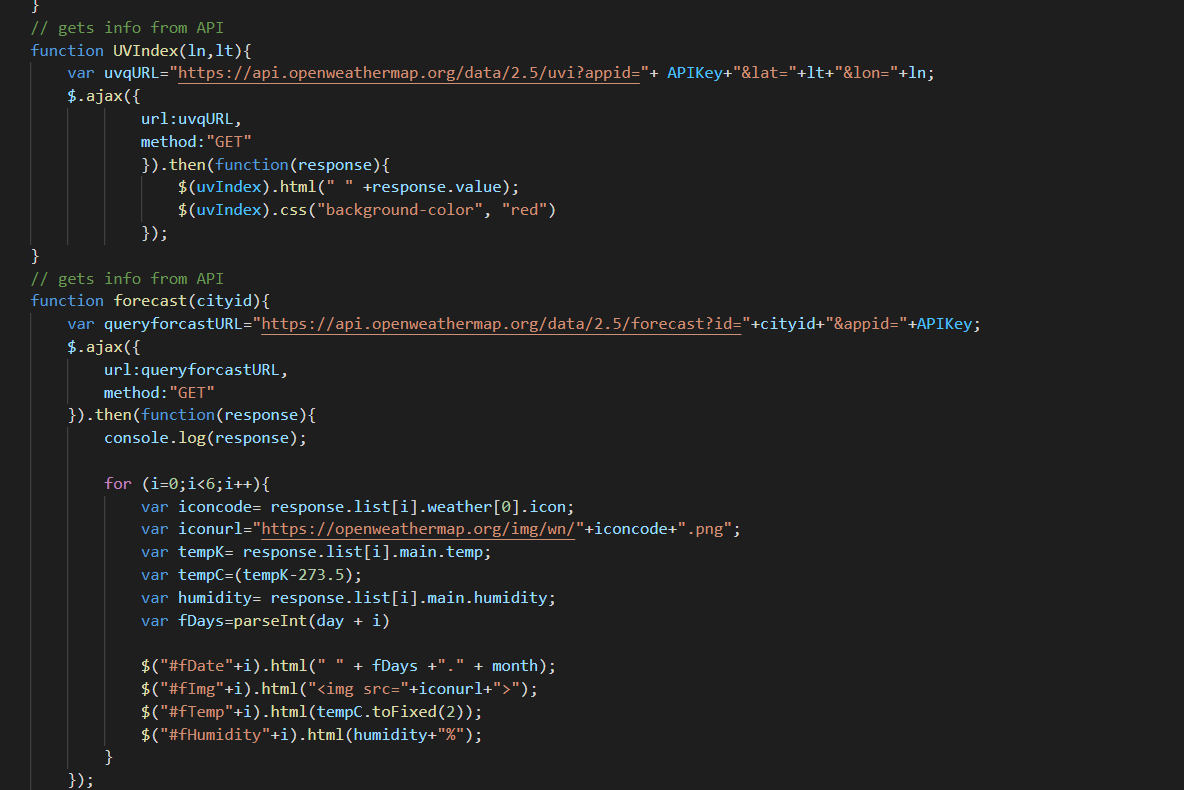 }
// gets info from API
function UVIndex(ln,lt){
var uvqURL="https://api.openweathermap.org/data/2.5/uvi?appid="+ APIKey+"&lat="+lt+"&lon="+ln;
$.ajax({
url:uvqURL,
method:"GET"
}).then(function(response){
$(uvIndex).html(" " +response.value);
$(uvIndex).css("background-color", "red")
});
}
// gets info from API
function forecast(cityid){
var queryforcastURL="https://api.openweathermap.org/data/2.5/forecast?id="+cityid+"&appid="+APIKey;
$.ajax({
url:queryforcastURL,
method:"GET"
}).then(function(response){
console.log(response);
for (i=0;i<6;i++){
var iconcode= response.list[i].weather[0].icon;
var iconurl="https://openweathermap.org/img/wn/"+iconcode+".png";
var tempK= response.list[i].main.temp;
var tempC=(tempK-273.5);
var humidity= response.list[i].main.humidity;
var fDays=parseInt(day + i)
$("#fDate"+i).html(" " + fDays +"." + month);
$("#fImg"+i).html("<img src="+iconurl+">");
$("#fTemp"+i).html(tempC.toFixed(2));
$("#fHumidity"+i).html(humidity+"%");
}
});